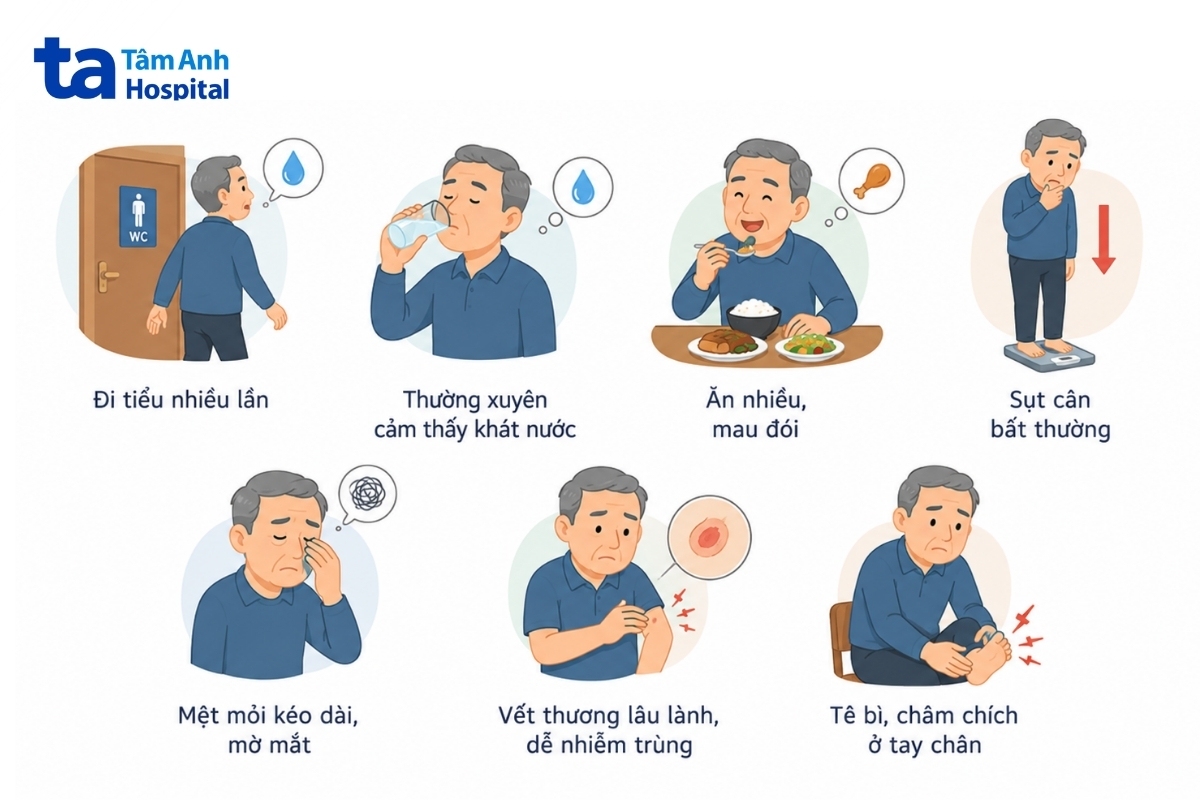 ta Tâm Anh
Hospital
WC
Đi tiểu nhiều lần
Thường xuyên
cảm thấy khát nước
Ăn nhiều,
mau đói
Sụt cân
bất thường
Mệt mỏi kéo dài,
mờ mắt
Vết thương lâu lành,
dễ nhiễm trùng
Tê bì, châm chích
ở tay chân